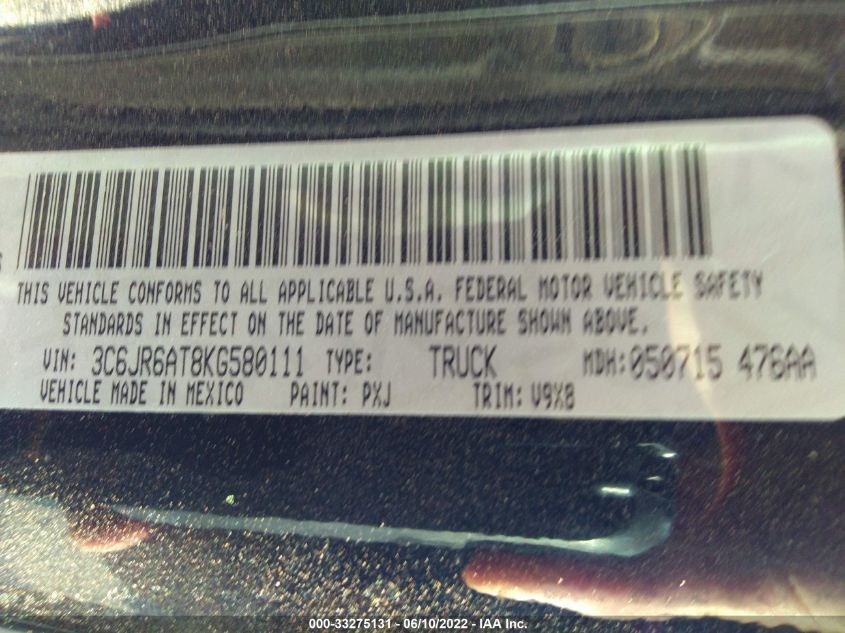 THIS VEHICLE CONFORMS TO ALL APPLICABLE U.S.A. FEDERAL MOTOR VEHICLE SAFETY
STANDARDS IN EFFECT ON THE DATE OF MANUFACTURE SHOWN ABOVE.
VIN: 3C6JR6AT8KG580111 TYPE: TRUCK MDH:050715 476AA
VEHICLE MADE IN MEXICO PAINT: PXJ TRIM: V9X8
000-33275131 - 06/10/2022 - IAA Inc.